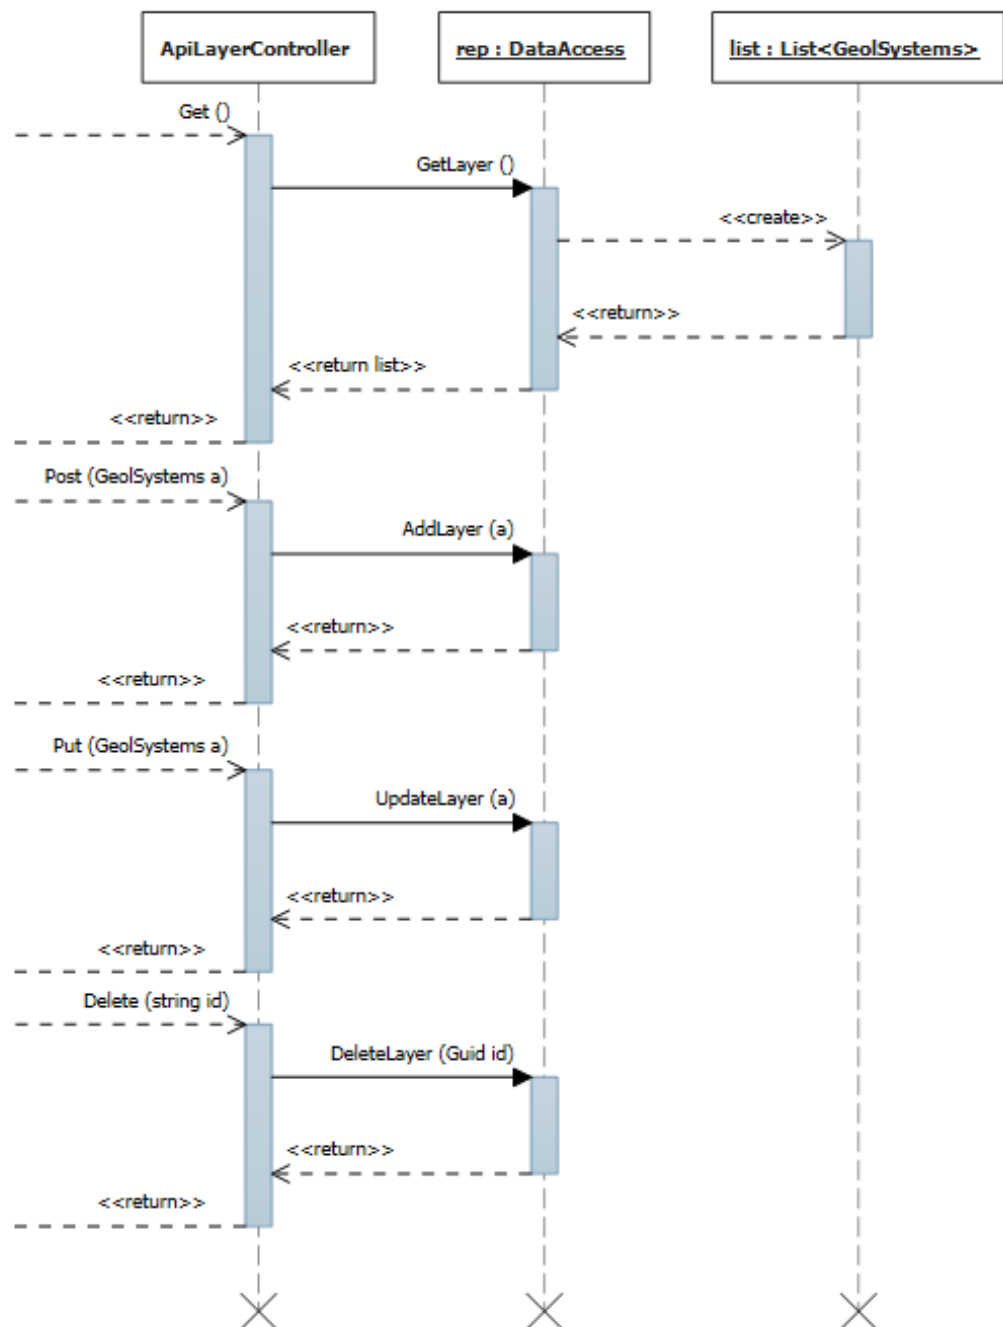 ApiLayerController
rep : DataAccess
list : List<GeolSystems>
Get ()
GetLayer ()
<<create>>
<<return>>
<<return list>>
<<return>>
Post (GeolSystems a)
AddLayer (a)
<<return>>
<<return>>
Put (GeolSystems a)
UpdateLayer (a)
<<return>>
<<return>>
Delete (string id)
DeleteLayer (Guid id)
<<return>>
<<return>>